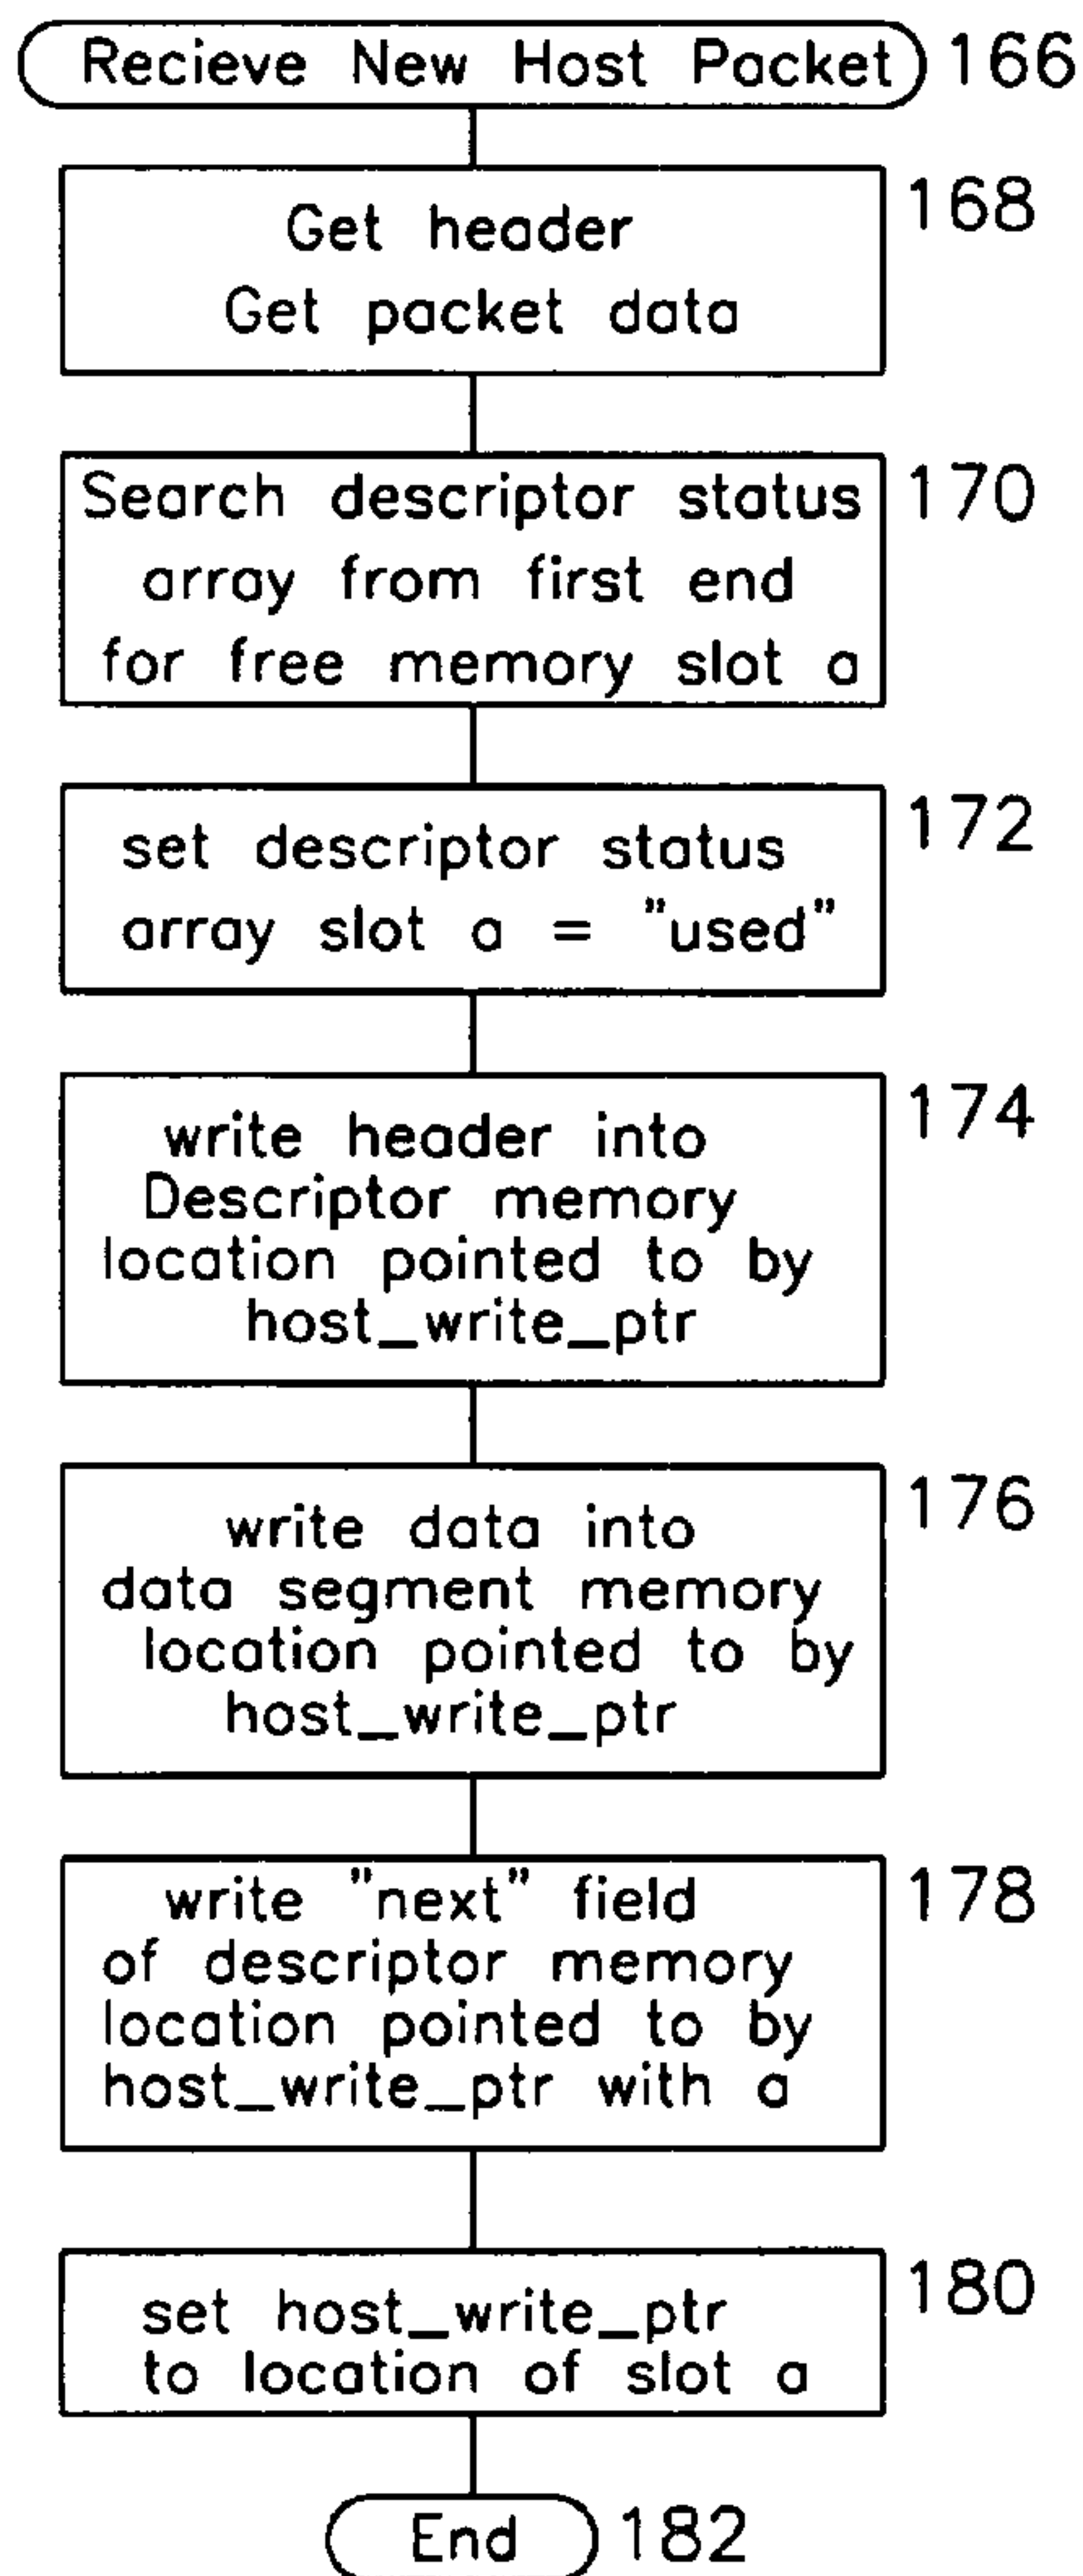 Recieve New Host Packet 166
168
Get header
Get packet data
170
Search descriptor status
array from first end
for free memory slot a
172
set descriptor status
array slot a = "used"
174
write header into
Descriptor memory
location pointed to by
host_write_ptr
176
write data into
data segment memory
location pointed to by
host_write_ptr
178
write "next" field
of descriptor memory
location pointed to by
host_write_ptr with a
180
set host_write_ptr
to location of slot a
End 182